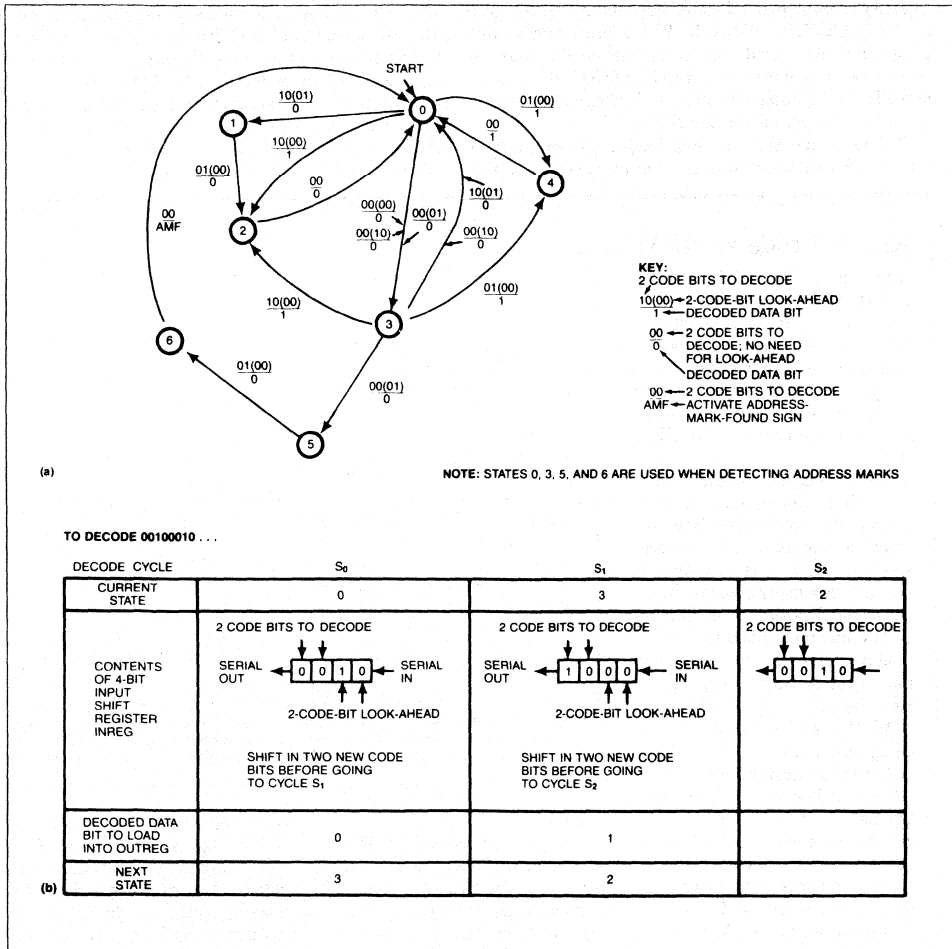 START
0
10(01)
0
1
10(00)
1
01(00)
1
00
1
4
01(00)
0
00
0
2
00
AMF
00(00)
0
00(10)
0
00(01)
0
10(01)
0
00(10)
0
3
10(00)
1
01(00)
1
6
01(00)
0
00(01)
0
5
KEY:
2 CODE BITS TO DECODE
10(00) 2-CODE-BIT LOOK-AHEAD
1 DECODED DATA BIT
00 2 CODE BITS TO
0 DECODE; NO NEED
FOR LOOK-AHEAD
DECODED DATA BIT
00 2 CODE BITS TO DECODE
AMF ACTIVATE ADDRESS-
MARK-FOUND SIGN
(a)
NOTE: STATES 0, 3, 5, AND 6 ARE USED WHEN DETECTING ADDRESS MARKS
TO DECODE 00100010 . . .
DECODE CYCLE S0 S1 S2
CURRENT
STATE
0 3 2
CONTENTS
OF 4-BIT
INPUT
SHIFT
REGISTER
INREG
2 CODE BITS TO DECODE
SERIAL
OUT
0 0 1 0
SERIAL
IN
2-CODE-BIT LOOK-AHEAD
SHIFT IN TWO NEW CODE
BITS BEFORE GOING
TO CYCLE S1
2 CODE BITS TO DECODE
SERIAL
OUT
1 0 0 0
SERIAL
IN
2-CODE-BIT LOOK-AHEAD
SHIFT IN TWO NEW CODE
BITS BEFORE GOING
TO CYCLE S2
2 CODE BITS TO DECODE
0 0 1 0
DECODED DATA
BIT TO LOAD
INTO OUTREG
0 1
NEXT
STATE
3 2
(b)